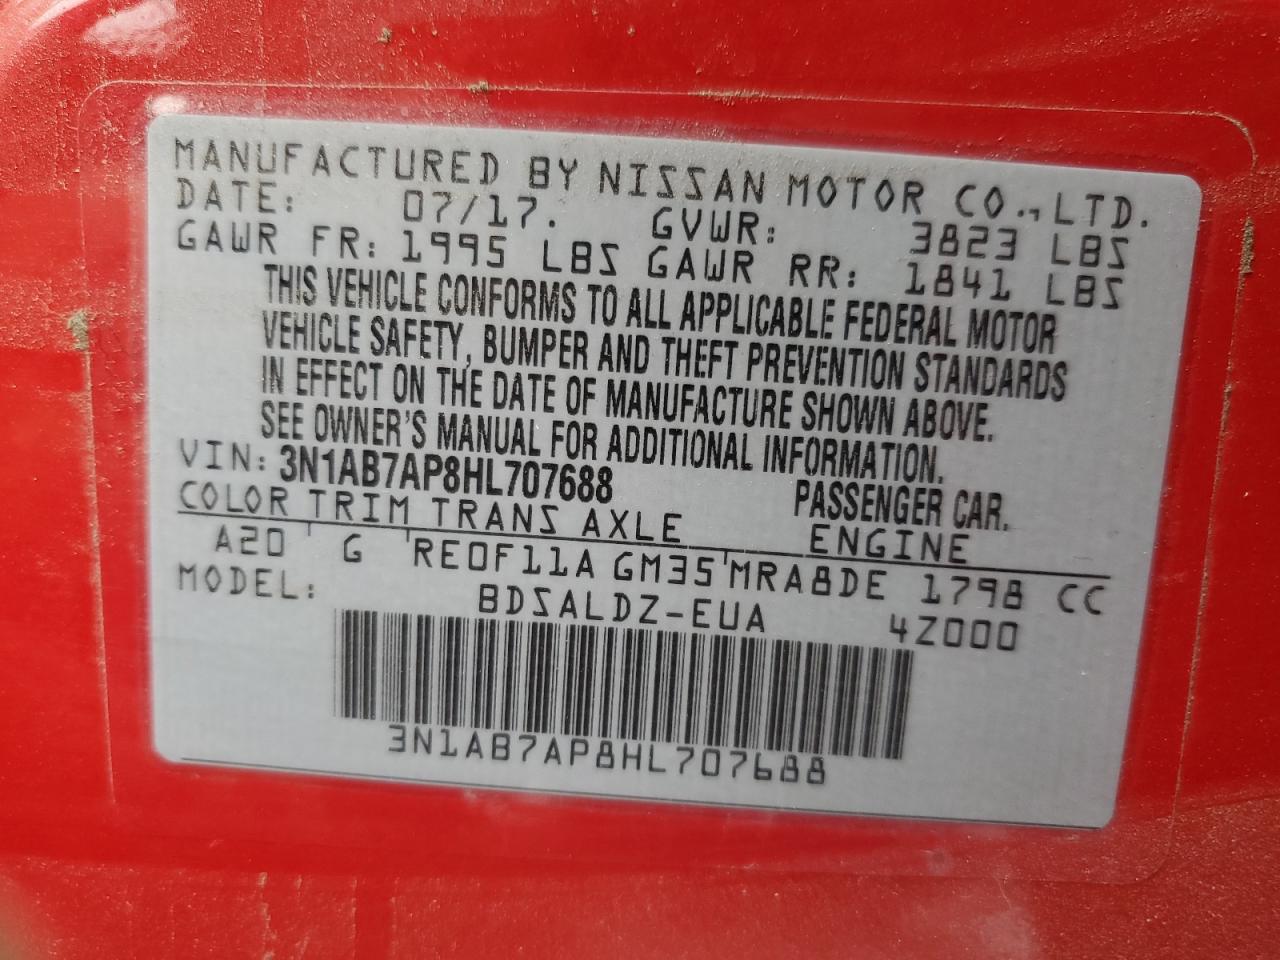 MANUFACTURED BY NISSAN MOTOR CO., LTD.
DATE: 07/17. GVWR: 3823 LBS
GAWR FR: 1995 LBS GAWR RR: 1841 LBS
THIS VEHICLE CONFORMS TO ALL APPLICABLE FEDERAL MOTOR
VEHICLE SAFETY, BUMPER AND THEFT PREVENTION STANDARDS
IN EFFECT ON THE DATE OF MANUFACTURE SHOWN ABOVE.
SEE OWNER'S MANUAL FOR ADDITIONAL INFORMATION.
VIN: 3N1AB7AP8HL707688 PASSENGER CAR.
COLOR TRIM TRANS AXLE ENGINE
A20 G RE0F11A GM35 MRA8DE 1798 CC
MODEL: BDSALDZ-EUA 4Z000
3N1AB7AP8HL707688